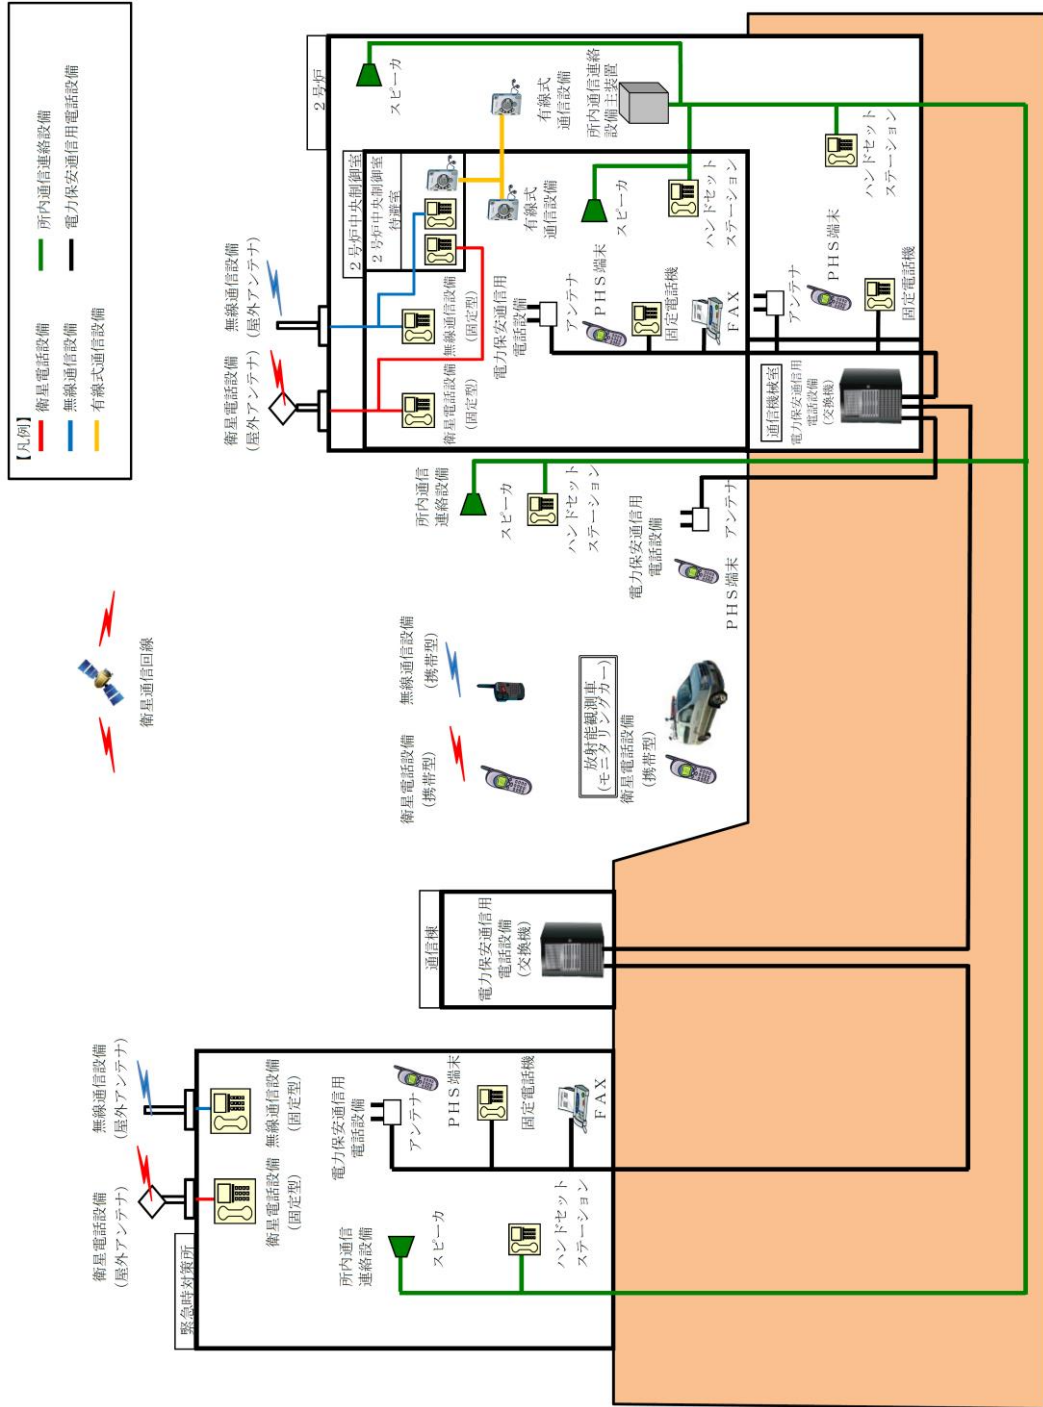 【凡例】
衛星電話設備
無線通信設備
有線式通信設備
所内通信連絡設備
電力保安通信用電話設備
衛星通信回線
緊急時対策所
衛星電話設備
(屋外アンテナ)
無線通信設備
(屋外アンテナ)
衛星電話設備
(固定型)
無線通信設備
(固定型)
所内通信
連絡設備
スピーカ
ハンドセット
ステーション
電力保安通信用
電話設備
アンテナ
PHS端末
固定電話機
FAX
通信棟
電力保安通信用
電話設備
(交換機)
衛星電話設備
(携帯型)
無線通信設備
(携帯型)
放射能観測車
(モニタリングカー)
衛星電話設備
(携帯型)
所内通信
連絡設備
スピーカ
ハンドセット
ステーション
電力保安通信用
電話設備
PHS端末
アンテナ
衛星電話設備
(屋外アンテナ)
無線通信設備
(屋外アンテナ)
2号炉
2号炉中央制御室
2号炉中央制御室
待避室
衛星電話設備
(固定型)
無線通信設備
(固定型)
電力保安通信用
電話設備
アンテナ
PHS端末
固定電話機
FAX
有線式
通信設備
有線式
通信設備
スピーカ
スピーカ
所内通信連絡
設備主装置
ハンドセット
ステーション
ハンドセット
ステーション
通信機械室
電力保安通信用
電話設備
(交換機)
アンテナ
PHS端末
固定電話機